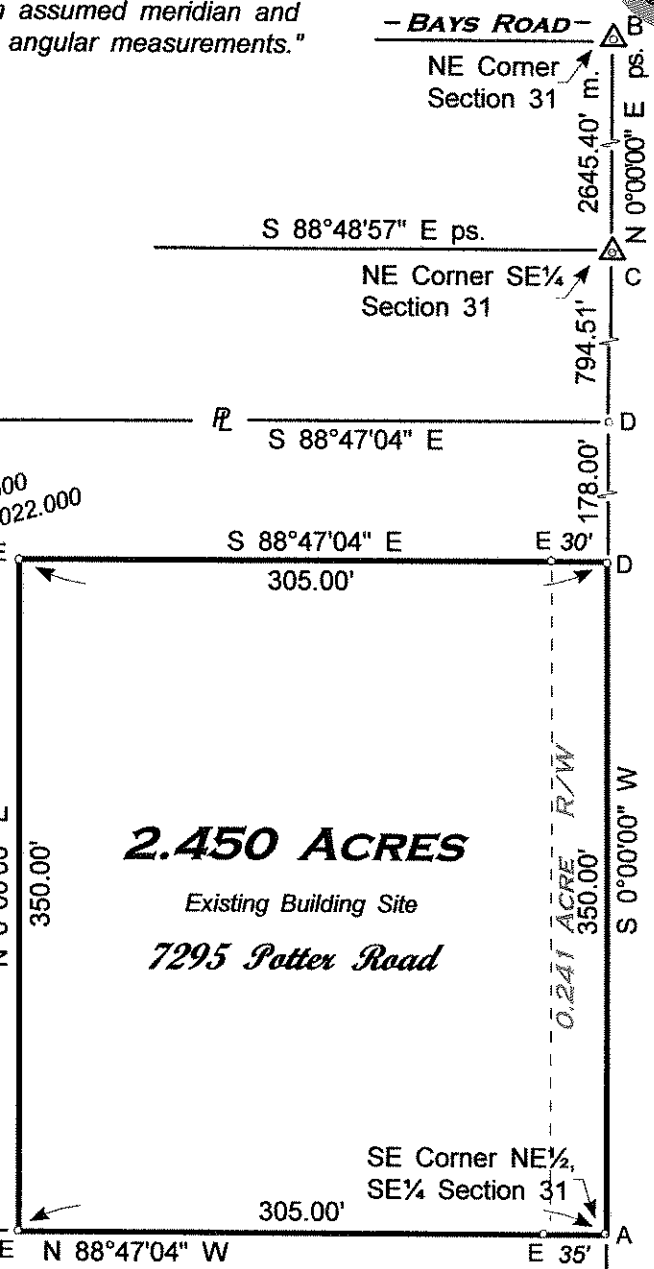 n assumed meridian and
angular measurements."
- BAYS ROAD -
B
NE Corner
Section 31
2645.40' m.
N 0°00'00" E ps.
S 88°48'57" E ps.
NE Corner SE¼
Section 31
C
794.51'
PL
D
S 88°47'04" E
178.00'
00
022.000
E
S 88°47'04" E
E 30'
D
305.00'
350.00'
2.450 ACRES
Existing Building Site
7295 Potter Road
0.241 ACRE R/W
350.00'
S 0°00'00" W
SE Corner NE½,
SE¼ Section 31
305.00'
A
E N 88°47'04" W
E 35'